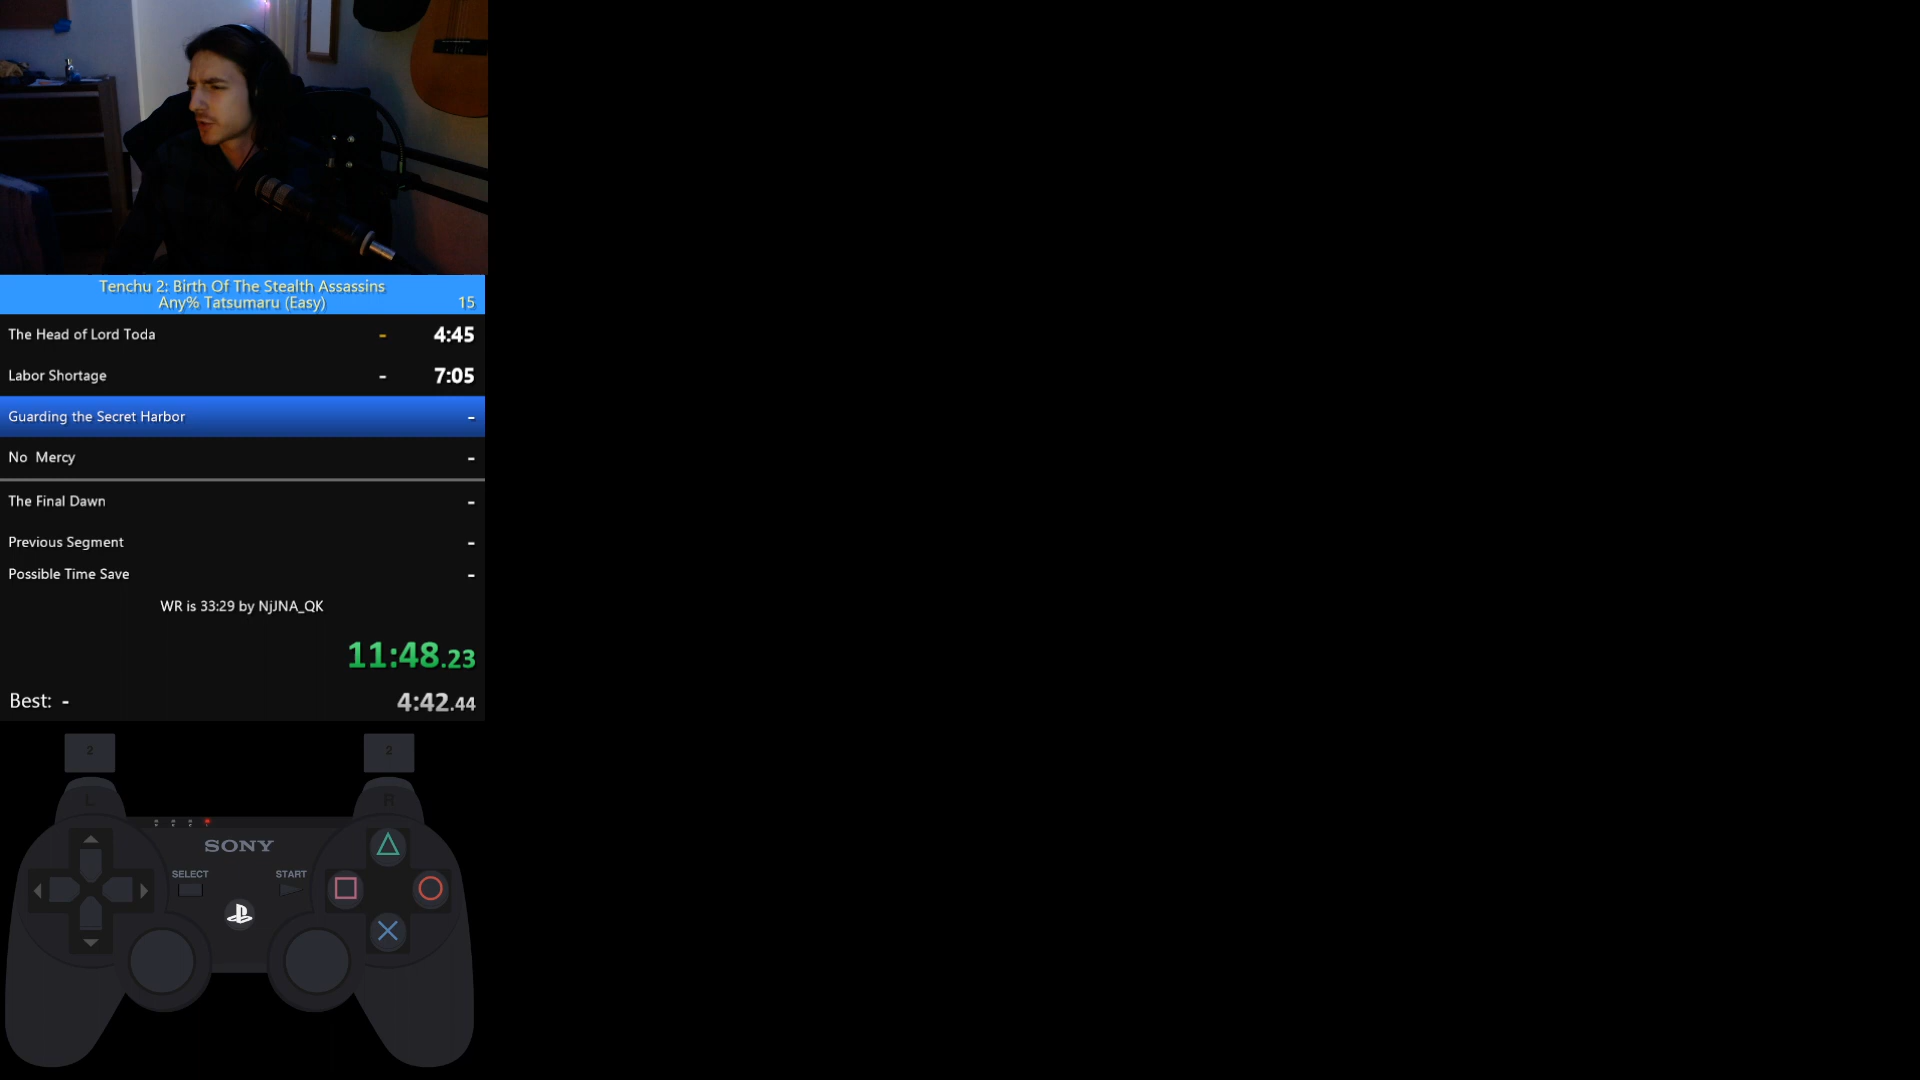 Tenchu 2: Birth Of The Stealth Assassins
Any% Tatsumaru (Easy) 15
The Head of Lord Toda - 4:45
Labor Shortage - 7:05
Guarding the Secret Harbor -
No Mercy -
The Final Dawn -
Previous Segment -
Possible Time Save -
WR is 33:29 by NjJNA_QK
11:48.23
Best: - 4:42.44
2 2
L R
SONY
SELECT START